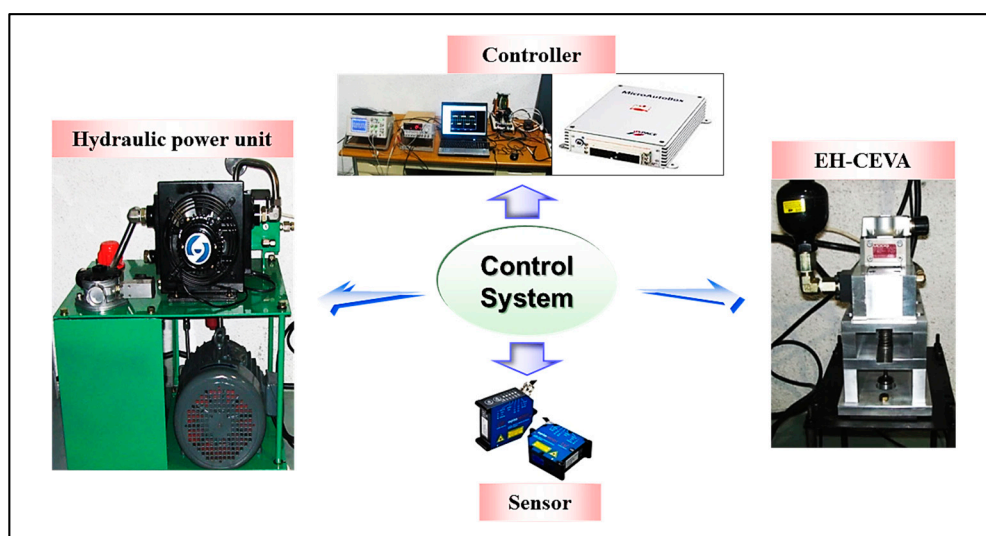 Controller
MicroAutoBox
Hydraulic power unit
EH-CEVA
Control
System
Sensor